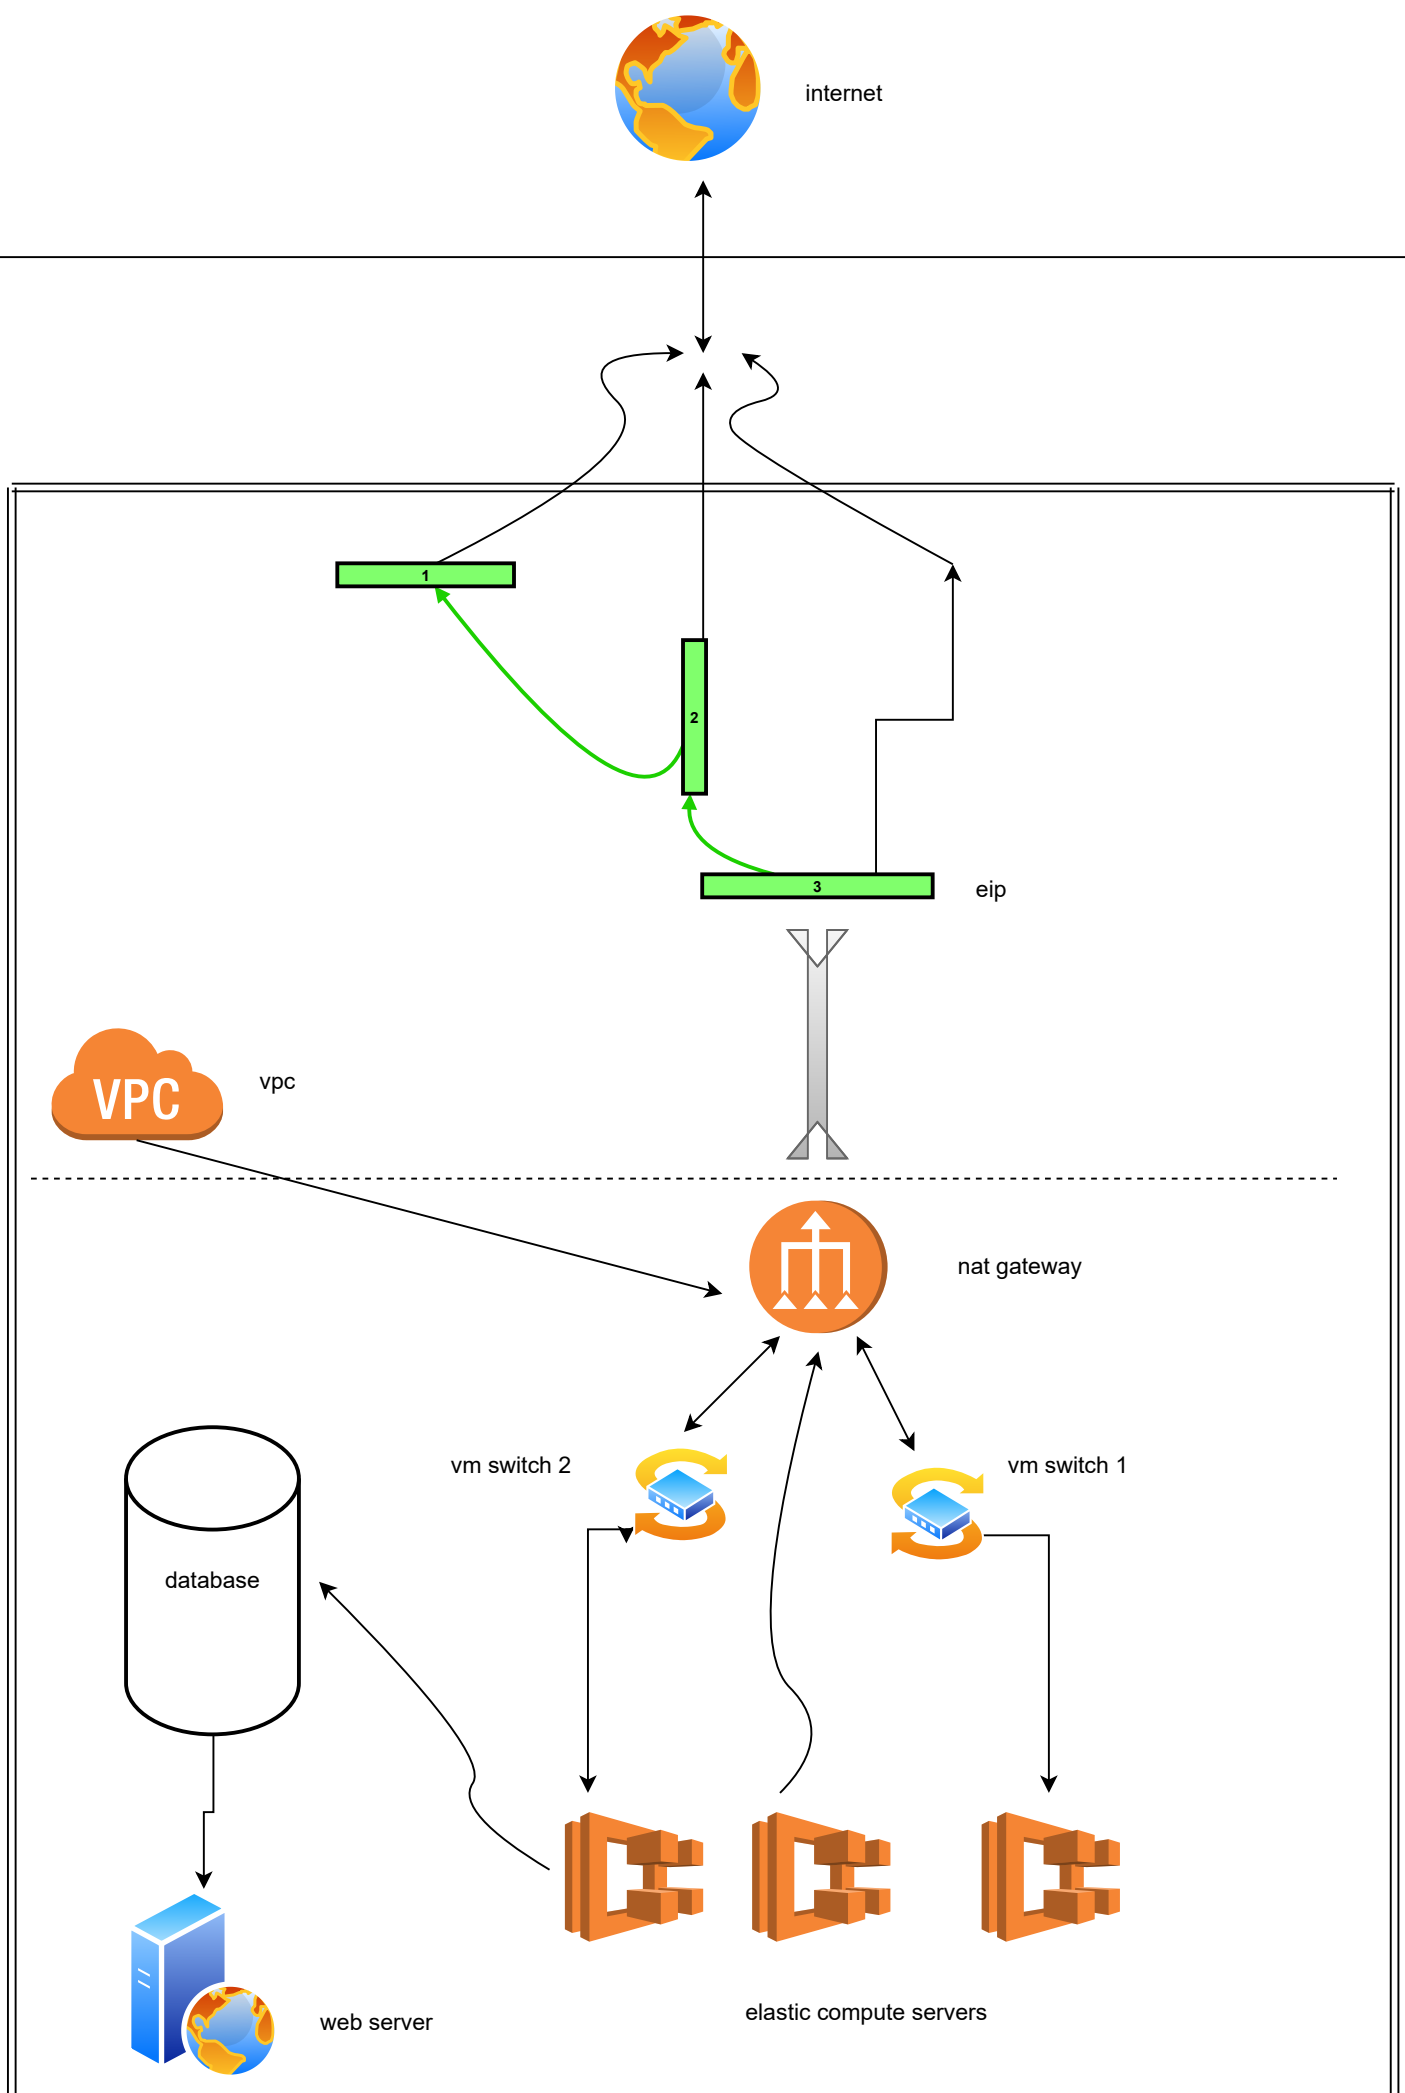 internet
1
2
3
eip
VPC
vpc
nat gateway
vm switch 2
vm switch 1
database
elastic compute servers
web server